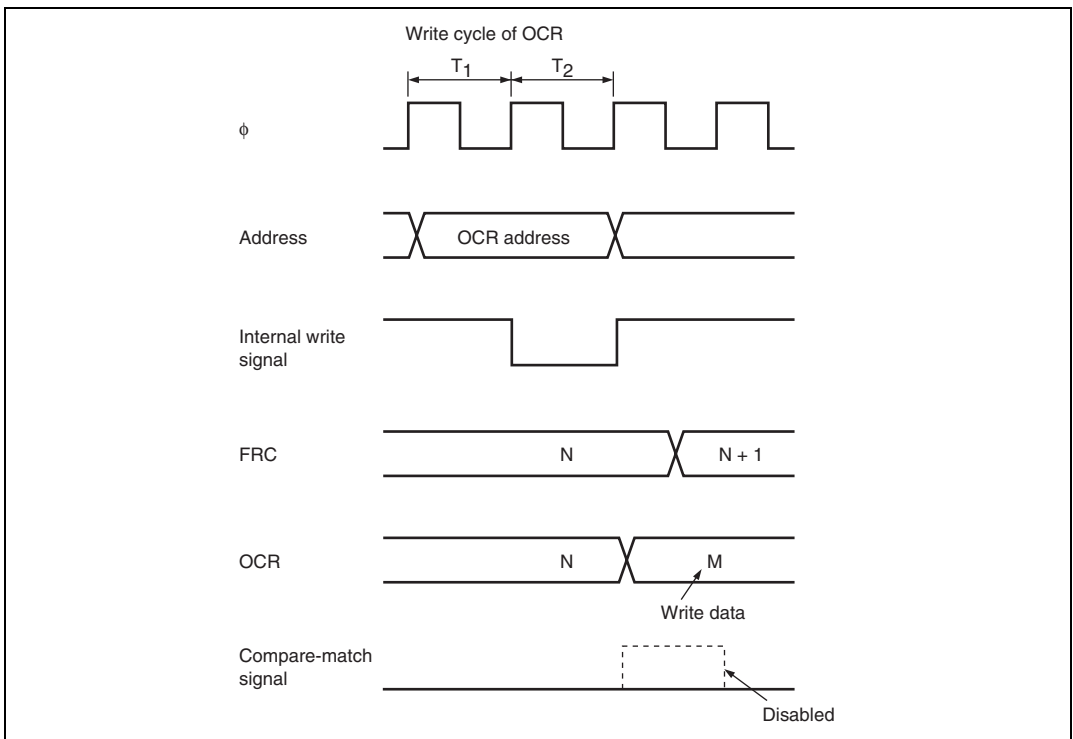 Write cycle of OCR
T1 T2
φ
Address
OCR address
Internal write
signal
FRC
N
N + 1
OCR
N
M
Write data
Compare-match
signal
Disabled